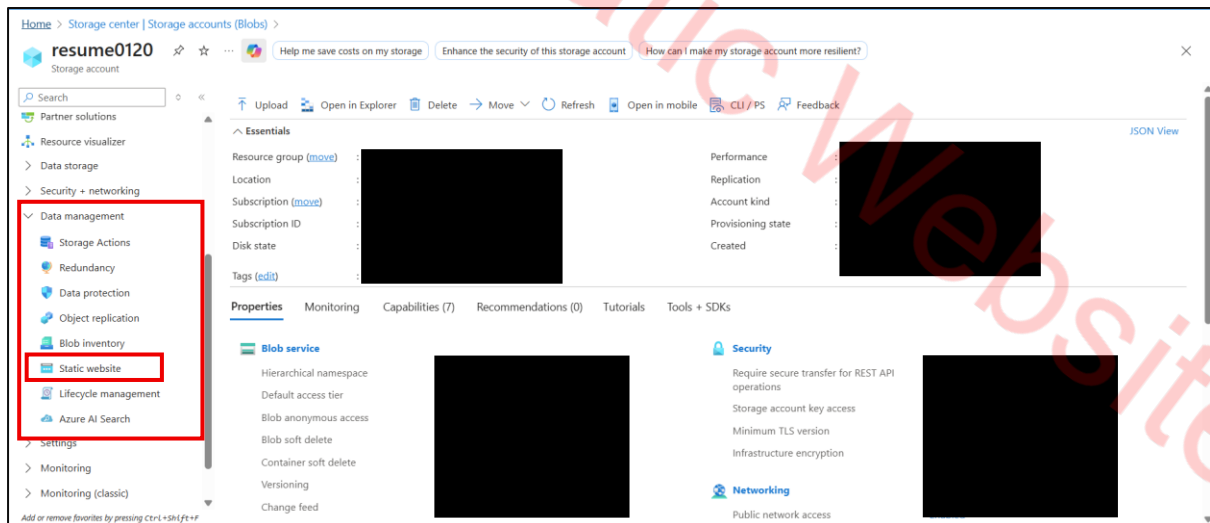 Home > Storage center | Storage accounts (Blobs) >
resume0120
Storage account
Help me save costs on my storage
Enhance the security of this storage account
How can I make my storage account more resilient?
Search
Upload
Open in Explorer
Delete
Move
Refresh
Open in mobile
CLI / PS
Feedback
Partner solutions
Resource visualizer
Data storage
Security + networking
Data management
Storage Actions
Redundancy
Data protection
Object replication
Blob inventory
Static website
Lifecycle management
Azure AI Search
Settings
Monitoring
Monitoring (classic)
Add or remove favorites by pressing Ctrl+Shift+F
Essentials
JSON View
Resource group (move) :
Location :
Subscription (move) :
Subscription ID :
Disk state :
Tags (edit) :
Performance :
Replication :
Account kind :
Provisioning state :
Created :
Properties
Monitoring
Capabilities (7)
Recommendations (0)
Tutorials
Tools + SDKs
Blob service
Hierarchical namespace
Default access tier
Blob anonymous access
Blob soft delete
Container soft delete
Versioning
Change feed
Security
Require secure transfer for REST API
operations
Storage account key access
Minimum TLS version
Infrastructure encryption
Networking
Public network access
Website